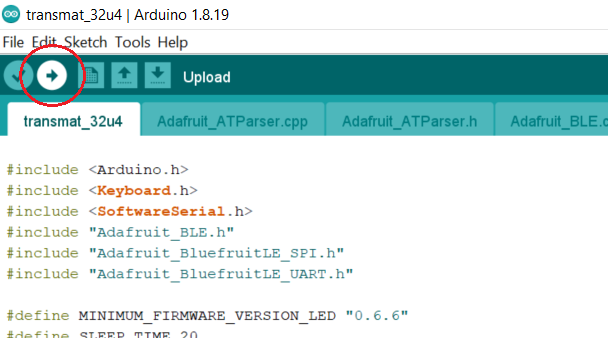 transmat_32u4 | Arduino 1.8.19
File Edit Sketch Tools Help
Upload
transmat_32u4 Adafruit_ATParser.cpp Adafruit_ATParser.h Adafruit_BLE.c
#include <Arduino.h>
#include <Keyboard.h>
#include <SoftwareSerial.h>
#include "Adafruit_BLE.h"
#include "Adafruit_BluefruitLE_SPI.h"
#include "Adafruit_BluefruitLE_UART.h"
#define MINIMUM_FIRMWARE_VERSION_LED "0.6.6"
#define SLEEP_TIME 20